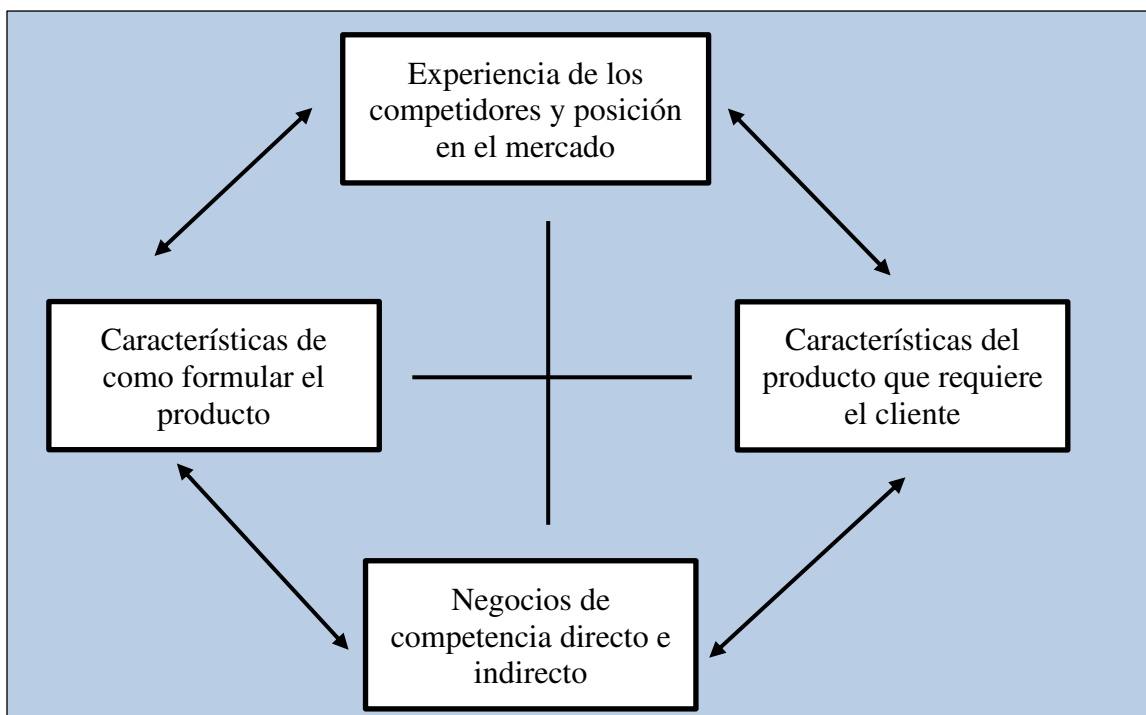 Experiencia de los
competidores y posición
en el mercado
Característícas de
como formular el
producto
Características del
producto que requiere
el cliente
Negocios de
competencia directo e
indirecto